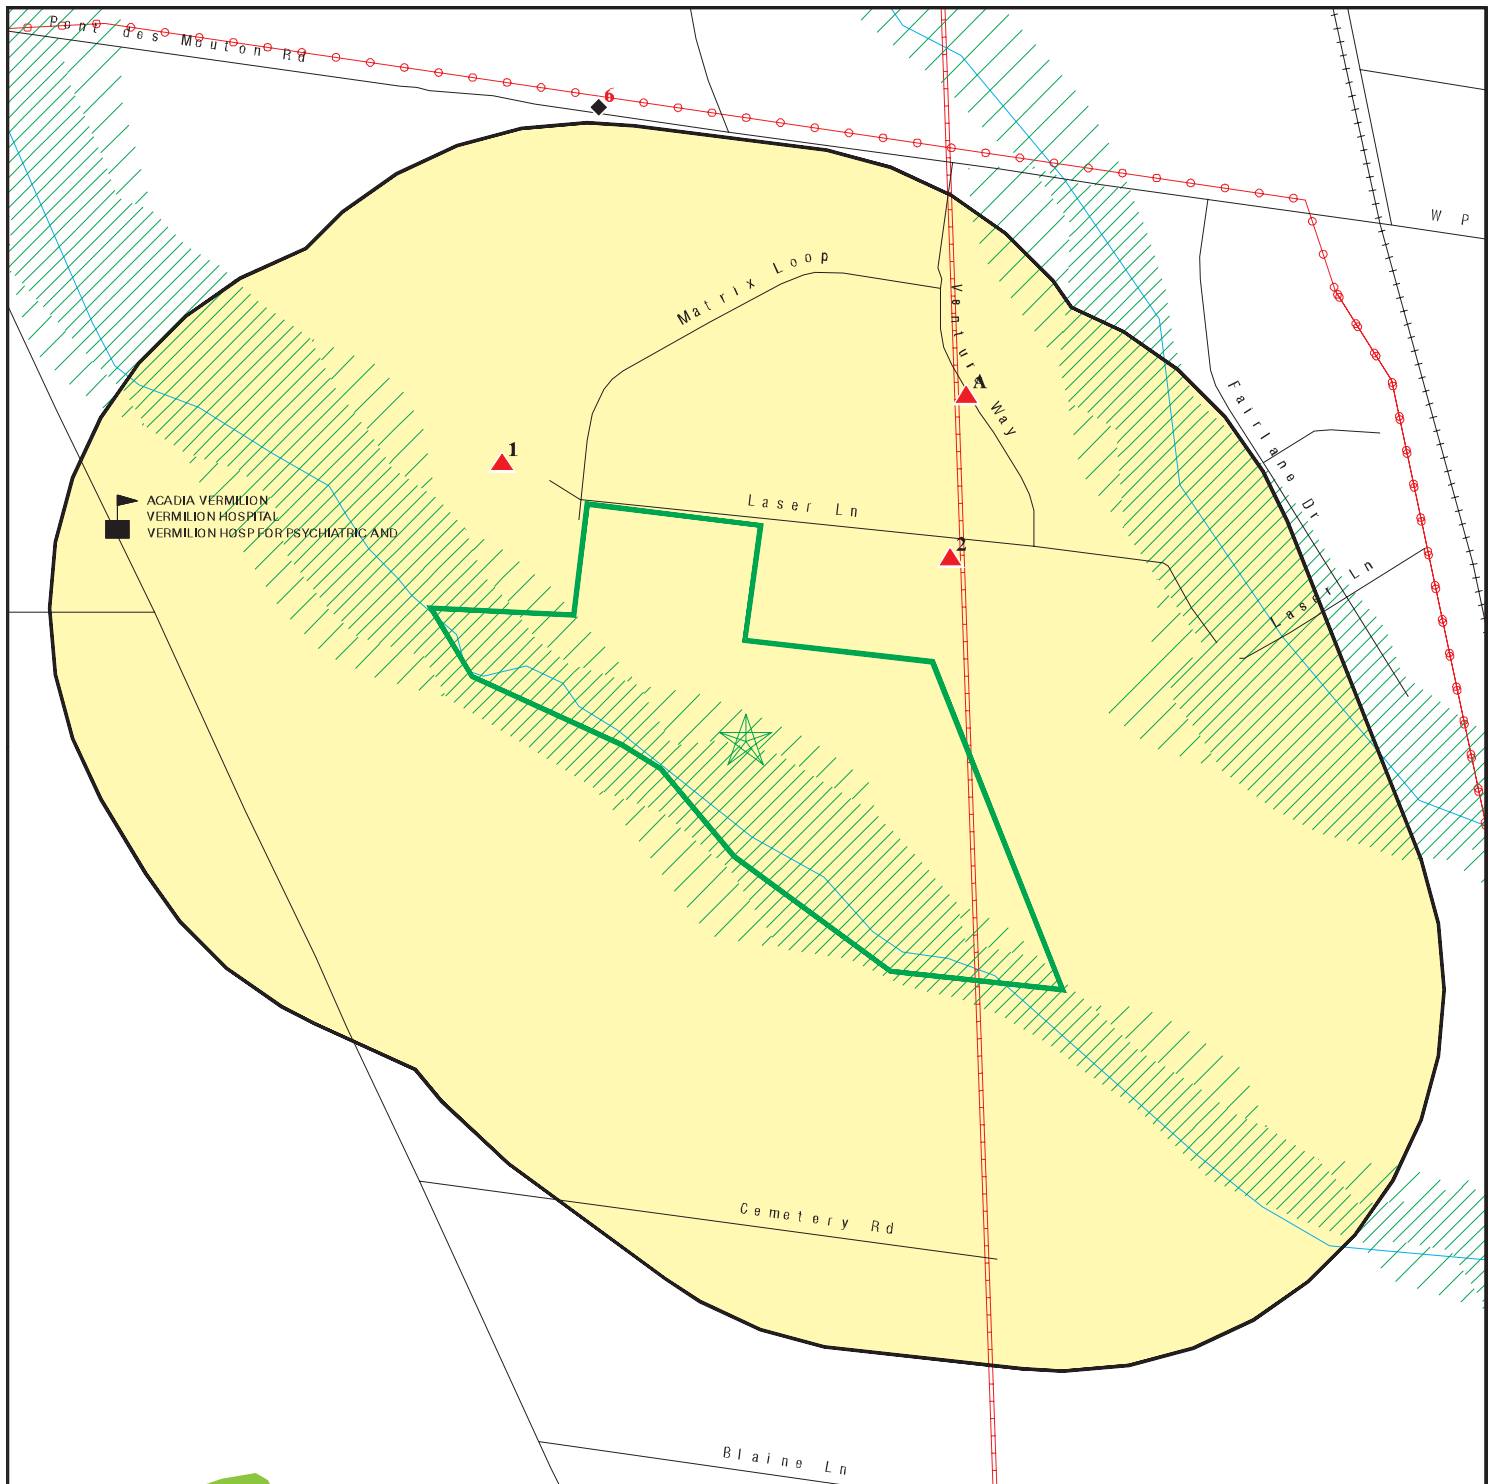 Pont des Mouton Rd
6
W P
Matrix Loop
Venture Way
A
Fairlane Dr
1
ACADIA VERMILION
VERMILION HOSPITAL
VERMILION HOSP FOR PSYCHIATRIC AND
Laser Ln
2
Laser Ln
Cemetery Rd
Blaine Ln